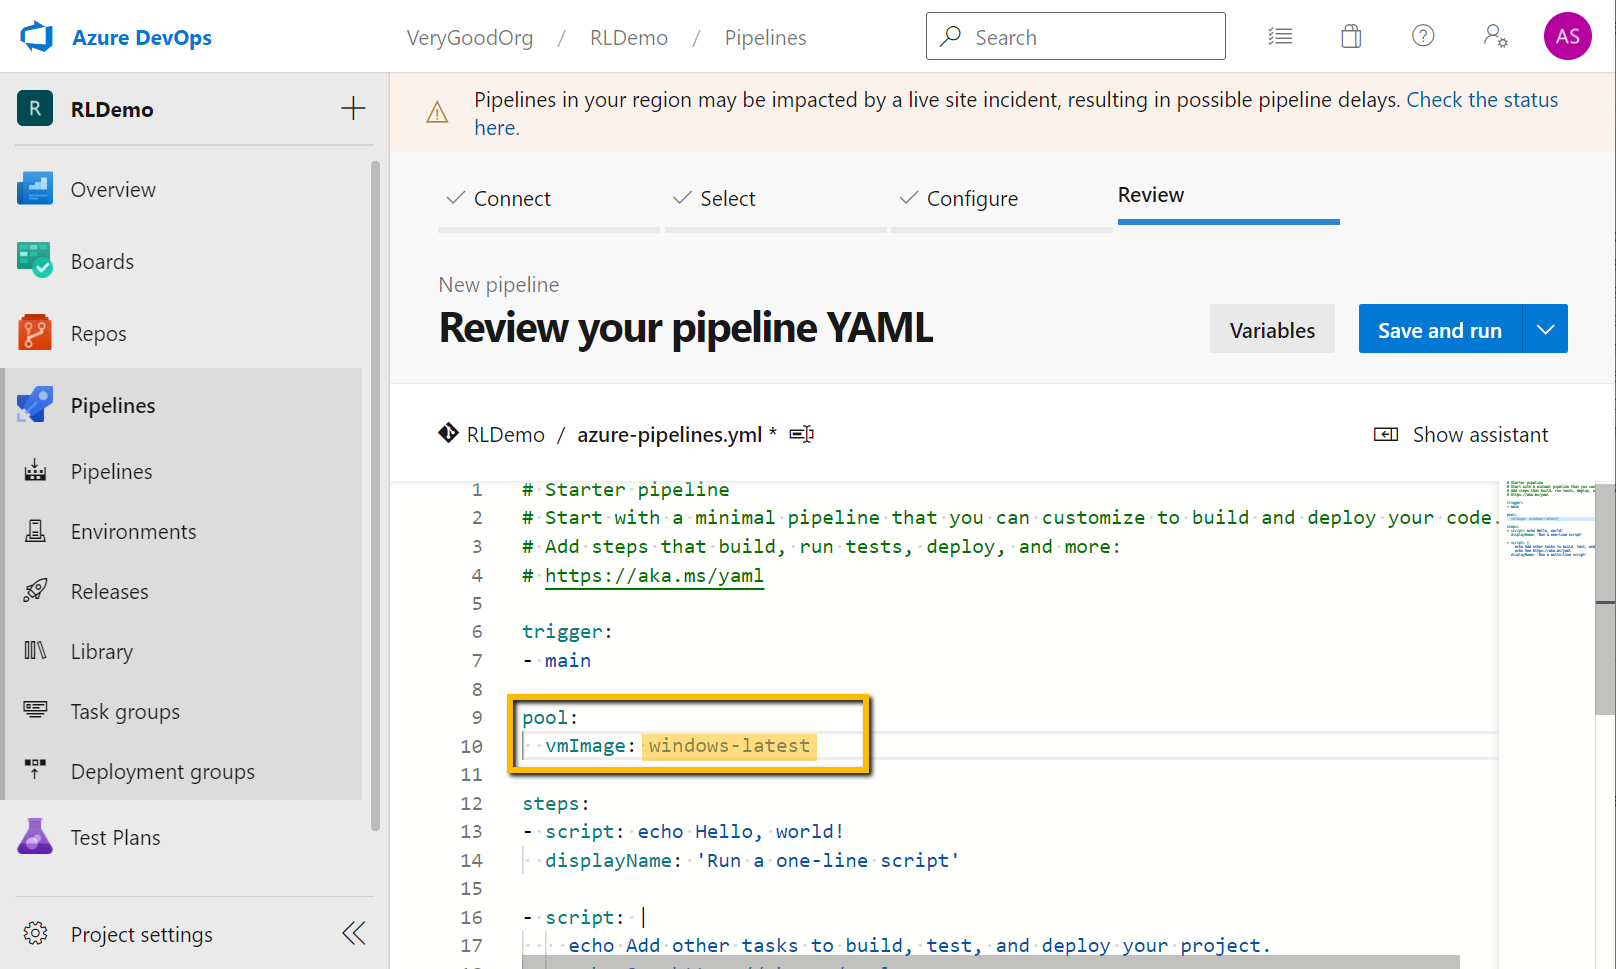 Azure DevOps
VeryGoodOrg / RLDemo / Pipelines
Search
AS
R RLDemo
Overview
Boards
Repos
Pipelines
Pipelines
Environments
Releases
Library
Task groups
Deployment groups
Test Plans
Project settings
Pipelines in your region may be impacted by a live site incident, resulting in possible pipeline delays. Check the status
here.
Connect
Select
Configure
Review
New pipeline
Review your pipeline YAML
Variables
Save and run
RLDemo / azure-pipelines.yml *
Show assistant
1 # Starter pipeline
2 # Start with a minimal pipeline that you can customize to build and deploy your code.
3 # Add steps that build, run tests, deploy, and more:
4 # https://aka.ms/yaml
5
6 trigger:
7 - main
8
9 pool:
10 vmImage: windows-latest
11
12 steps:
13 - script: echo Hello, world!
14 displayName: 'Run a one-line script'
15
16 - script: |
17 echo Add other tasks to build, test, and deploy your project.